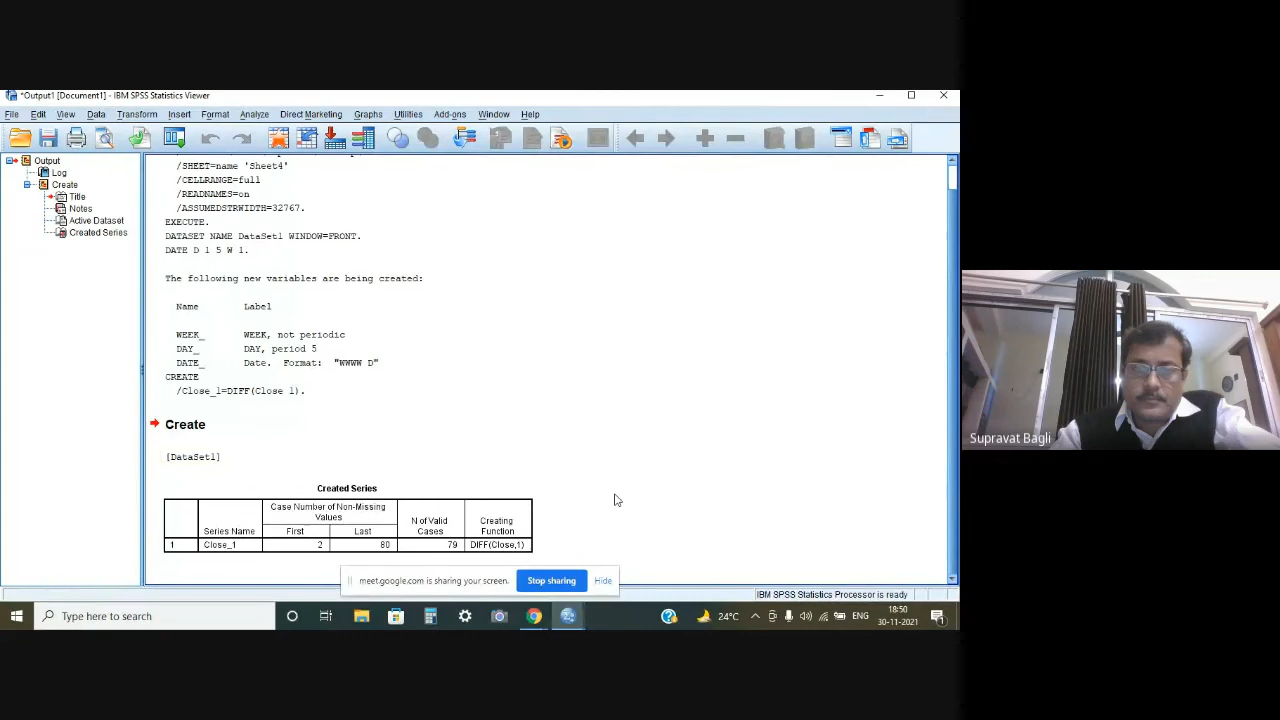 *Output1 [Document1] - IBM SPSS Statistics Viewer
File Edit View Data Transform Insert Format Analyze Direct Marketing Graphs Utilities Add-ons Window Help
Output
Log
Create
Title
Notes
Active Dataset
Created Series
/SHEET=name 'Sheet4'
/CELLRANGE=full
/READNAMES=on
/ASSUMEDSTRWIDTH=32767.
EXECUTE.
DATASET NAME DataSet1 WINDOW=FRONT.
DATE D 1 5 W 1.
The following new variables are being created:
Name Label
WEEK_ WEEK, not periodic
DAY_ DAY, period 5
DATE_ Date. Format: "WWWW D"
CREATE
/Close_1=DIFF(Close 1).
Create
[DataSet1]
Created Series
Series Name Case Number of Non-Missing Values N of Valid Cases Creating Function
First Last
1 Close_1 2 80 79 DIFF(Close,1)
meet.google.com is sharing your screen. Stop sharing Hide
IBM SPSS Statistics Processor is ready
Type here to search
24°C ENG 18:50
30-11-2021
1
Supravat Bagli